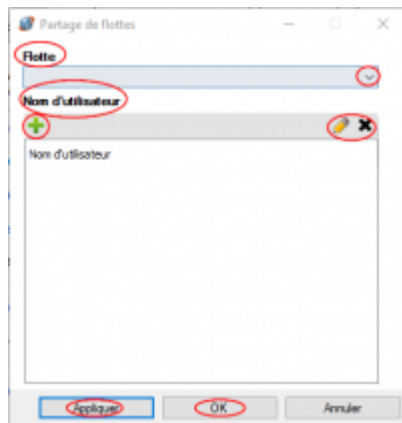 Partage de flottes
Flotte
Nom d'utilisateur
Nom d'utilisateur
Appliquer OK Annuler